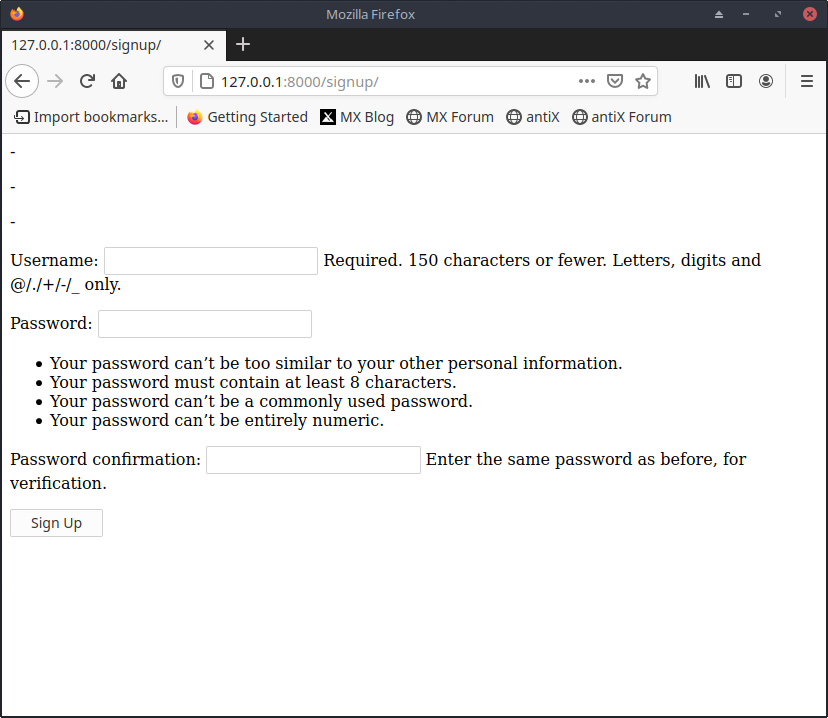 Mozilla Firefox
127.0.0.1:8000/signup/
127.0.0.1:8000/signup/
Import bookmarks... Getting Started MX Blog MX Forum antiX antiX Forum
-
-
-
Username: Required. 150 characters or fewer. Letters, digits and
@/./+/-/_ only.
Password:
• Your password can’t be too similar to your other personal information.
• Your password must contain at least 8 characters.
• Your password can’t be a commonly used password.
• Your password can’t be entirely numeric.
Password confirmation: Enter the same password as before, for
verification.
Sign Up